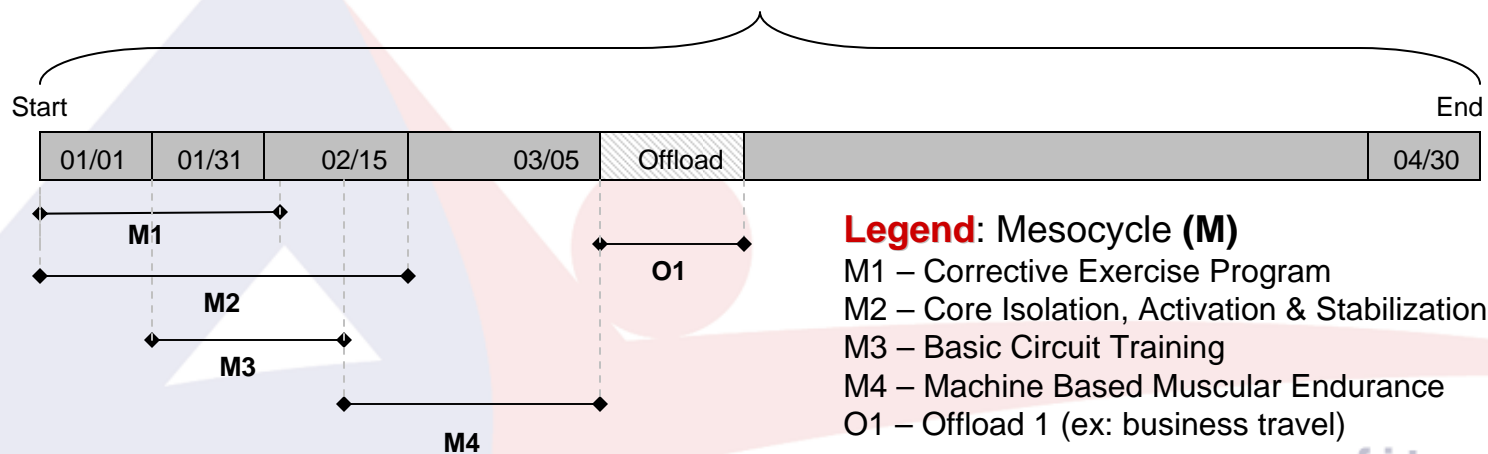 Start
End
01/01
01/31
02/15
03/05
Offload
04/30
M1
M2
M3
M4
O1
Legend: Mesocycle (M)
M1 – Corrective Exercise Program
M2 – Core Isolation, Activation & Stabilization
M3 – Basic Circuit Training
M4 – Machine Based Muscular Endurance
O1 – Offload 1 (ex: business travel)